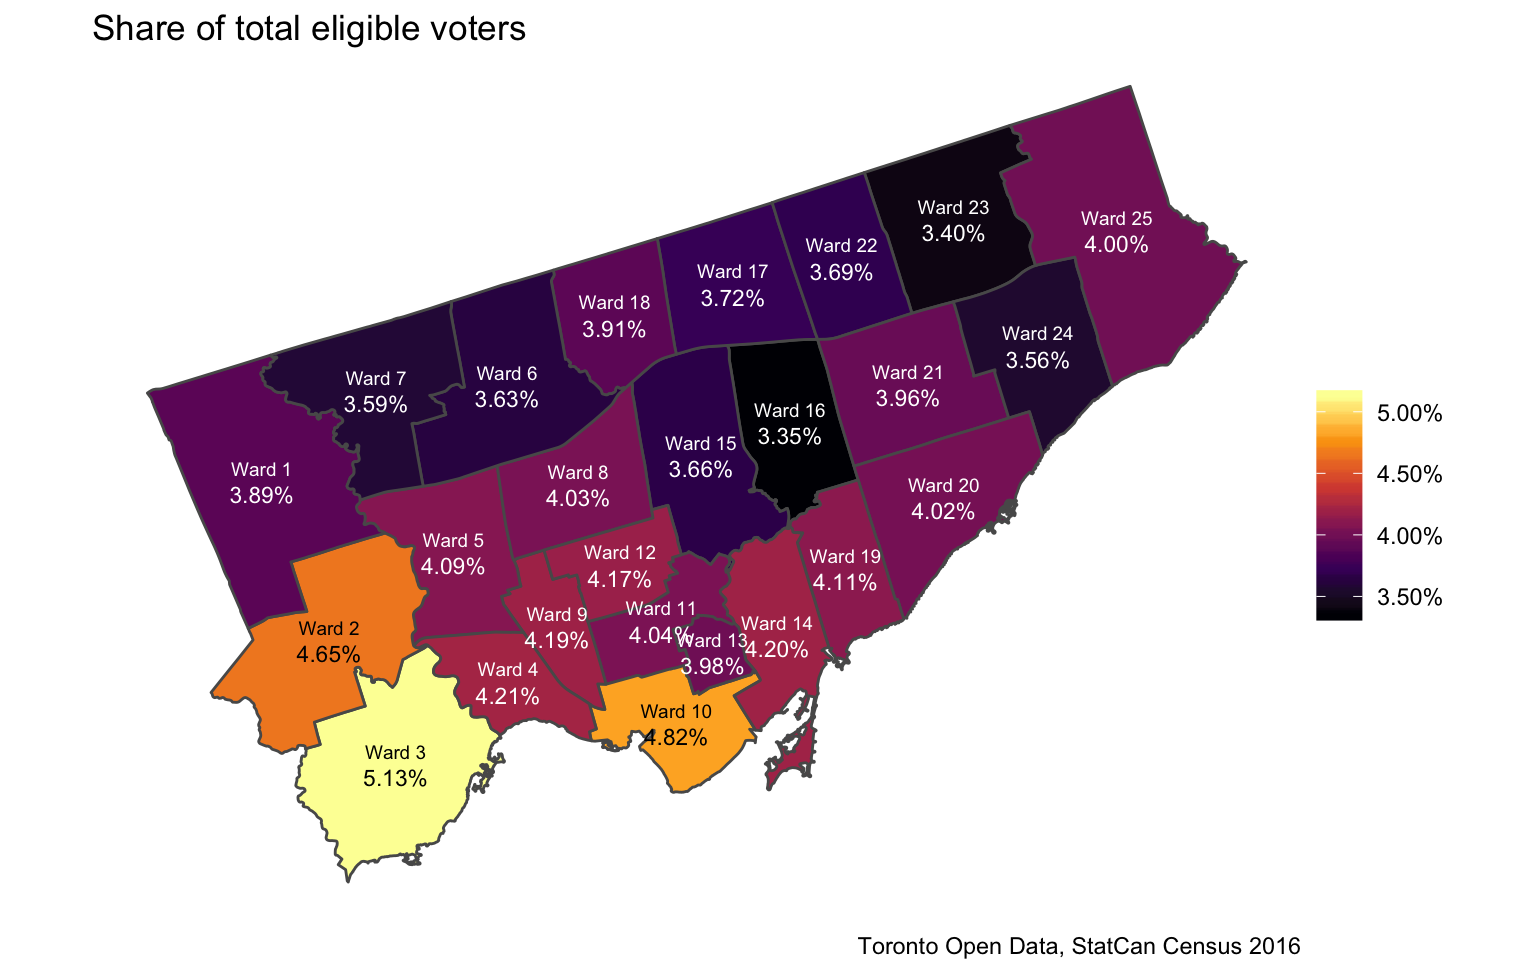 Share of total eligible voters
Ward 23
3.40%
Ward 25
4.00%
Ward 22
3.69%
Ward 17
3.72%
Ward 18
3.91%
Ward 24
3.56%
Ward 21
3.96%
Ward 6
3.63%
Ward 7
3.59%
Ward 16
3.35%
Ward 15
3.66%
Ward 1
3.89%
Ward 8
4.03%
Ward 20
4.02%
Ward 5
4.09%
Ward 12
4.17%
Ward 19
4.11%
Ward 11
4.04%
Ward 9
4.19%
Ward 14
4.20%
Ward 2
4.65%
Ward 13
3.98%
Ward 4
4.21%
Ward 10
4.82%
Ward 3
5.13%
5.00%
4.50%
4.00%
3.50%
Toronto Open Data, StatCan Census 2016